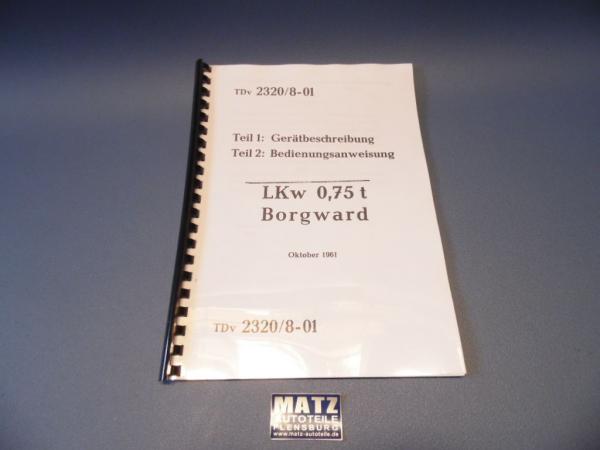 TDv 2320/8-01
Teil 1: Gerätbeschreibung
Teil 2: Bedienungsanweisung
LKw 0,75 t
Borgward
Oktober 1961
TDv 2320/8-01
MATZ
AUTOTEILE
FLENSBURG
www.matz-autoteile.de